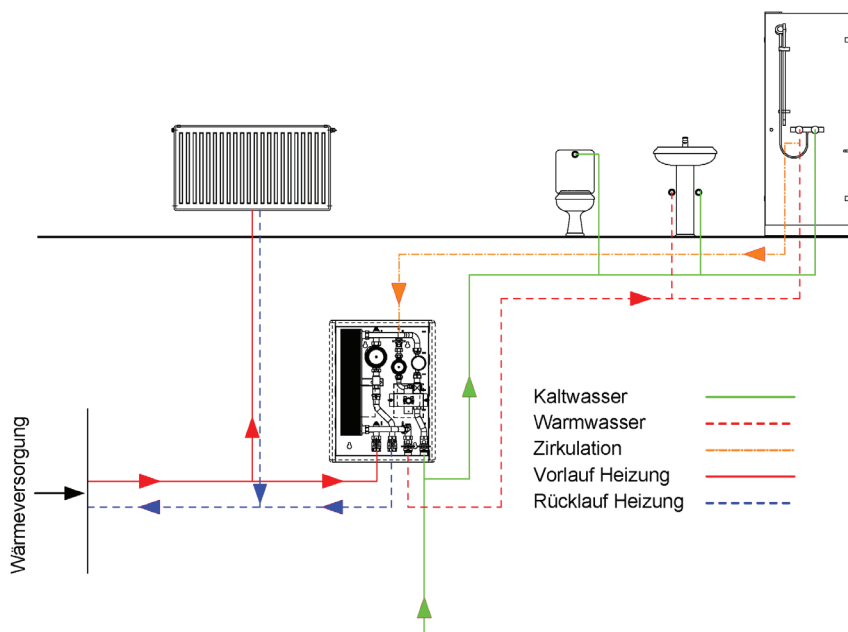 Kaltwasser
Warmwasser
Zirkulation
Vorlauf Heizung
Rücklauf Heizung
Wärmeversorgung